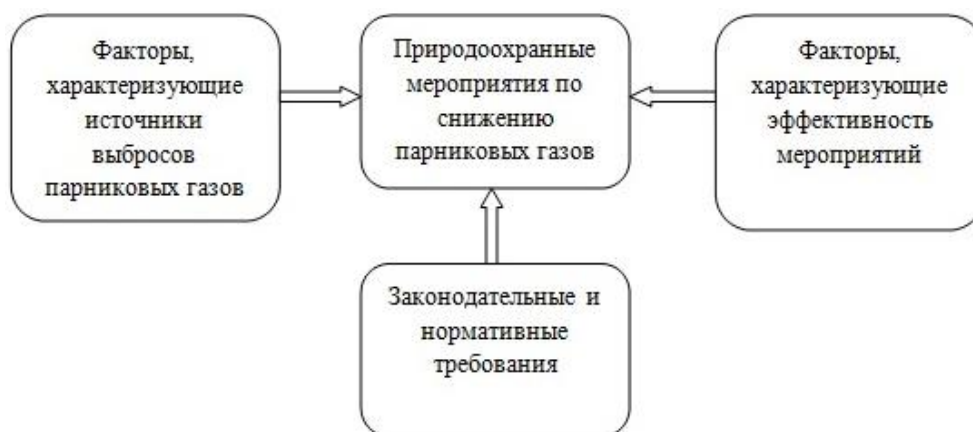 Факторы,
характеризующие
источники
выбросов
парниковых газов
Природоохранные
мероприятия по
снижению
парниковых газов
Факторы,
характеризующие
эффективность
мероприятий
Законодательные и
нормативные
требования